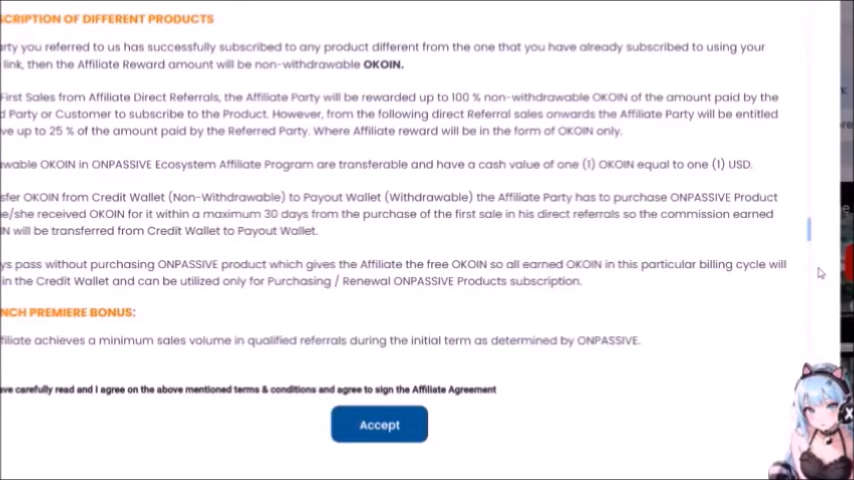 SCRIPTION OF DIFFERENT PRODUCTS
rty you referred to us has successfully subscribed to any product different from the one that you have already subscribed to using your
link, then the Affiliate Reward amount will be non-withdrawable OKOIN.
First Sales from Affiliate Direct Referrals, the Affiliate Party will be rewarded up to 100 % non-withdrawable OKOIN of the amount paid by the
d Party or Customer to subscribe to the Product. However, from the following direct Referral sales onwards the Affiliate Party will be entitled
ve up to 25 % of the amount paid by the Referred Party. Where Affiliate reward will be in the form of OKOIN only.
awable OKOIN in ONPASSIVE Ecosystem Affiliate Program are transferable and have a cash value of one (1) OKOIN equal to one (1) USD.
sfer OKOIN from Credit Wallet (Non-Withdrawable) to Payout Wallet (Withdrawable) the Affiliate Party has to purchase ONPASSIVE Product
e/she received OKOIN for it within a maximum 30 days from the purchase of the first sale in his direct referrals so the commission earned
IN will be transferred from Credit Wallet to Payout Wallet.
ys pass without purchasing ONPASSIVE product which gives the Affiliate the free OKOIN so all earned OKOIN in this particular billing cycle will
in the Credit Wallet and can be utilized only for Purchasing / Renewal ONPASSIVE Products subscription.
NCH PREMIERE BONUS:
filiate achieves a minimum sales volume in qualified referrals during the initial term as determined by ONPASSIVE.
ave carefully read and I agree on the above mentioned terms & conditions and agree to sign the Affiliate Agreement
Accept